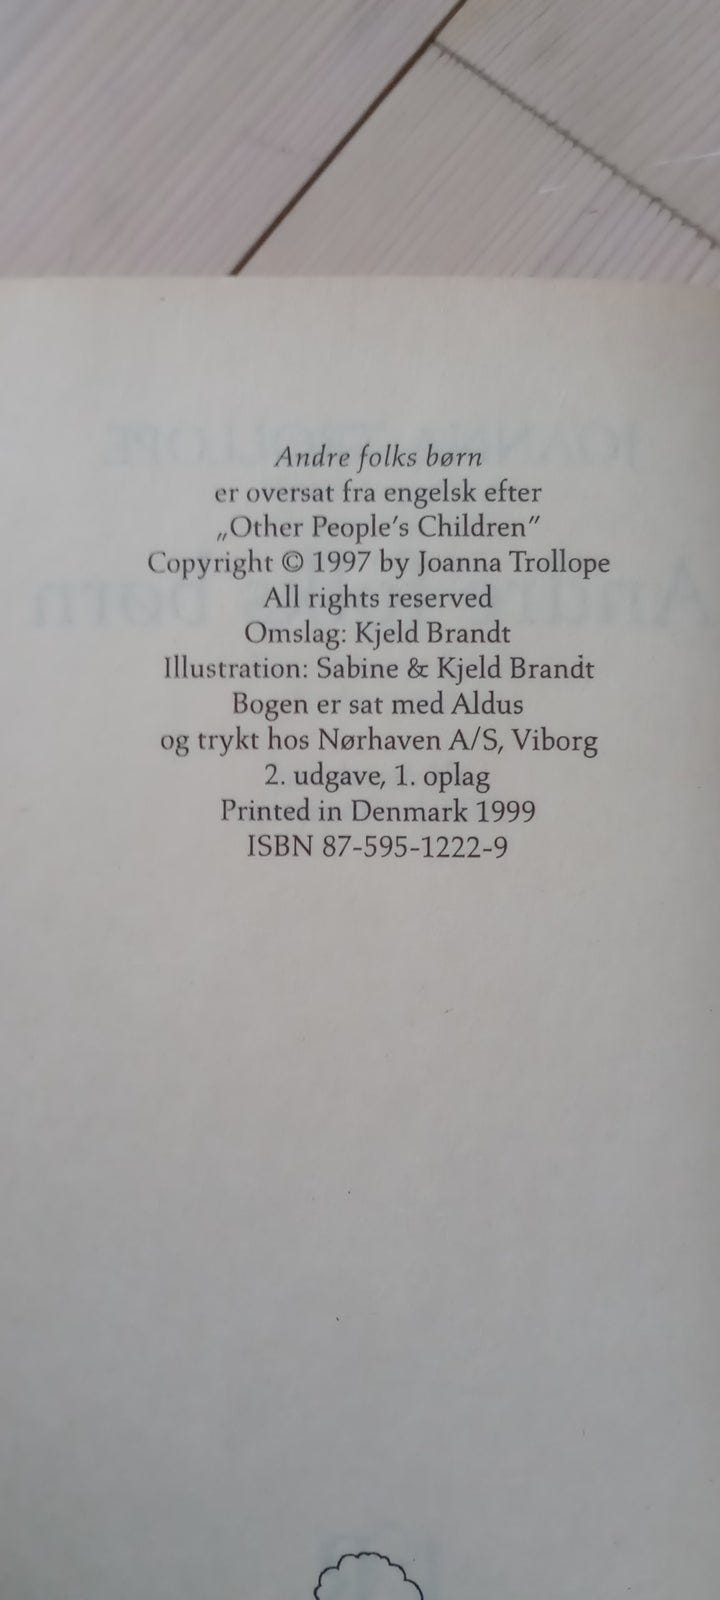 Andre folks børn
er oversat fra engelsk efter
„Other People's Children”
Copyright © 1997 by Joanna Trollope
All rights reserved
Omslag: Kjeld Brandt
Illustration: Sabine & Kjeld Brandt
Bogen er sat med Aldus
og trykt hos Nørhaven A/S, Viborg
2. udgave, 1. oplag
Printed in Denmark 1999
ISBN 87-595-1222-9